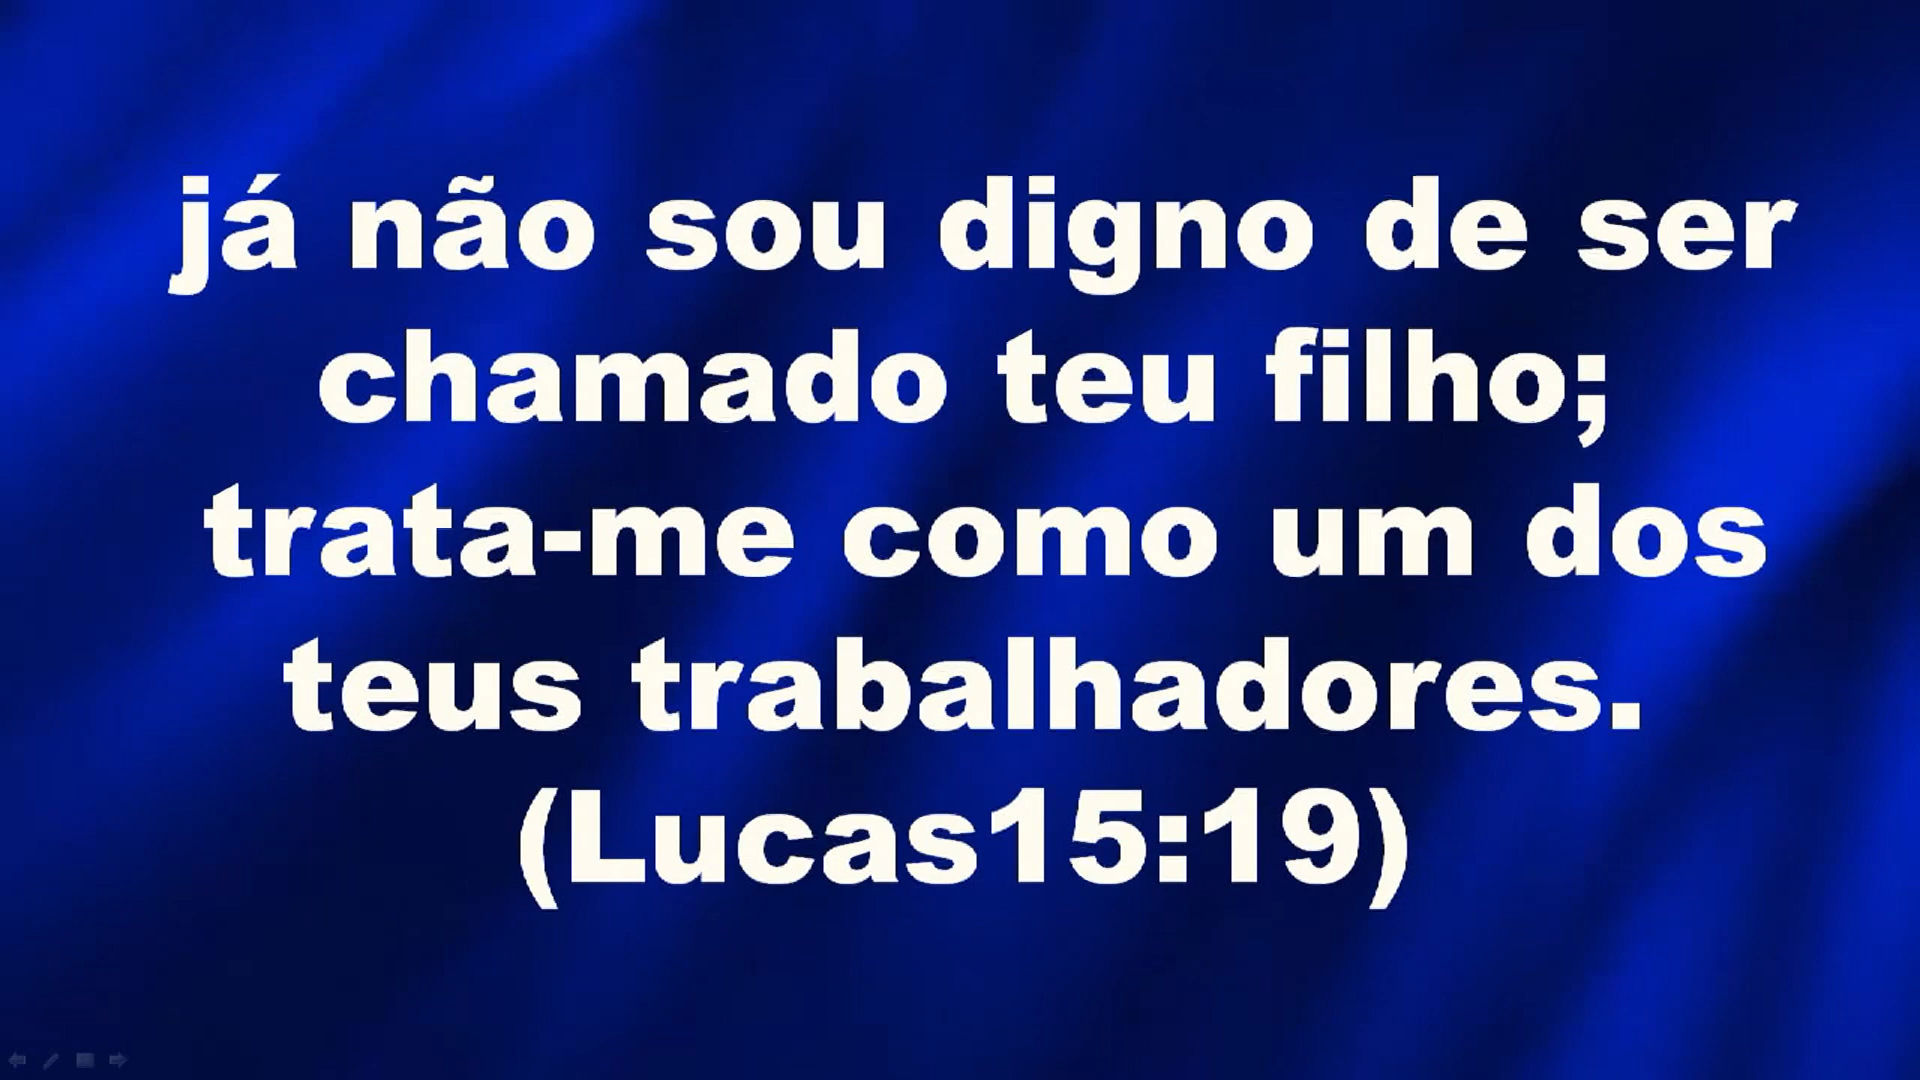 já não sou digno de ser
chamado teu filho;
trata-me como um dos
teus trabalhadores.
(Lucas15:19)